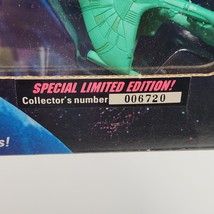 SPECIAL LIMITED EDITION!
Collector's number 006720
s!